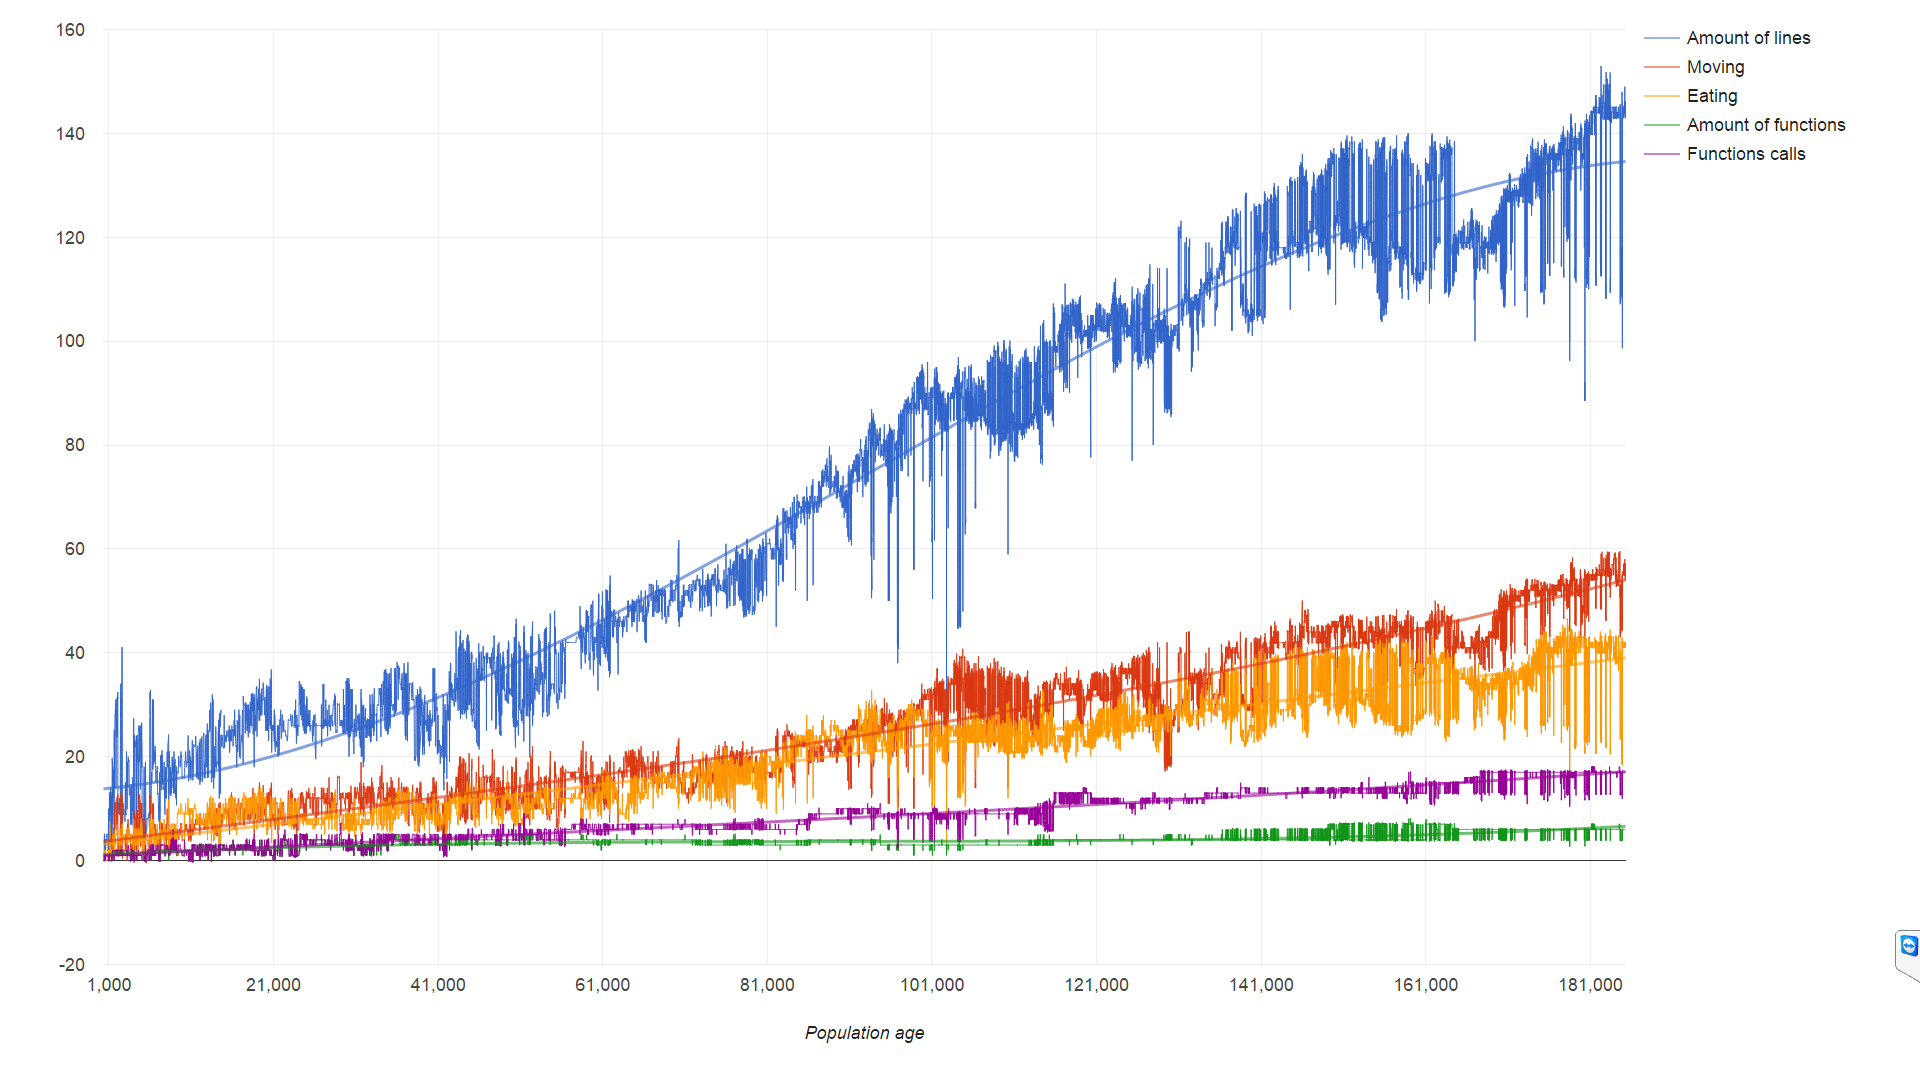 160
140
120
100
80
60
40
20
0
-20
1,000 21,000 41,000 61,000 81,000 101,000 121,000 141,000 161,000 181,000
Population age
Amount of lines
Moving
Eating
Amount of functions
Functions calls